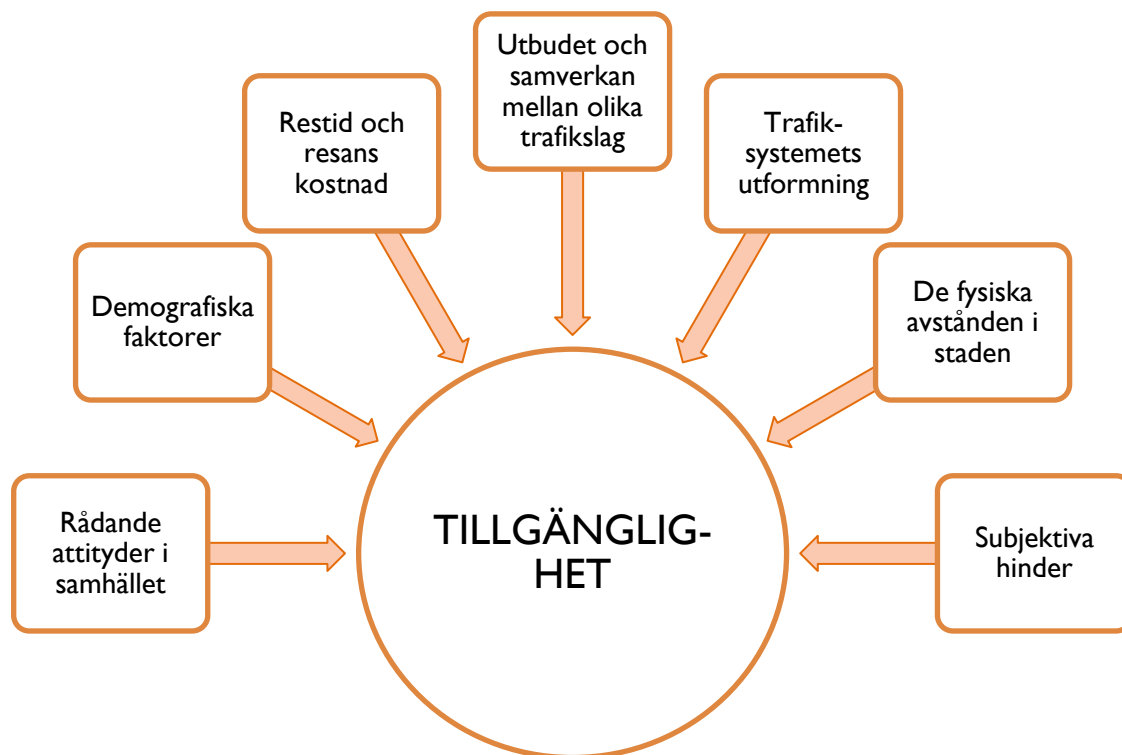 Utbudet och
samverkan
mellan olika
trafikslag
Restid och
resans
kostnad
Trafik-
systemets
utformning
Demografiska
faktorer
De fysiska
avstånden i
staden
Rådande
attityder i
samhället
TILLGÄNGLIG-
HET
Subjektiva
hinder